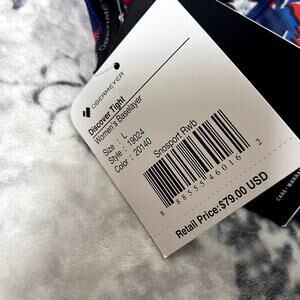 OBERMEYER
Discover Tight
Women's Baselayer
Size : L
Style : 19024
Color : 20140
Snosport Rwb
8 88555 46016 2
Retail Price:$79.00 USD